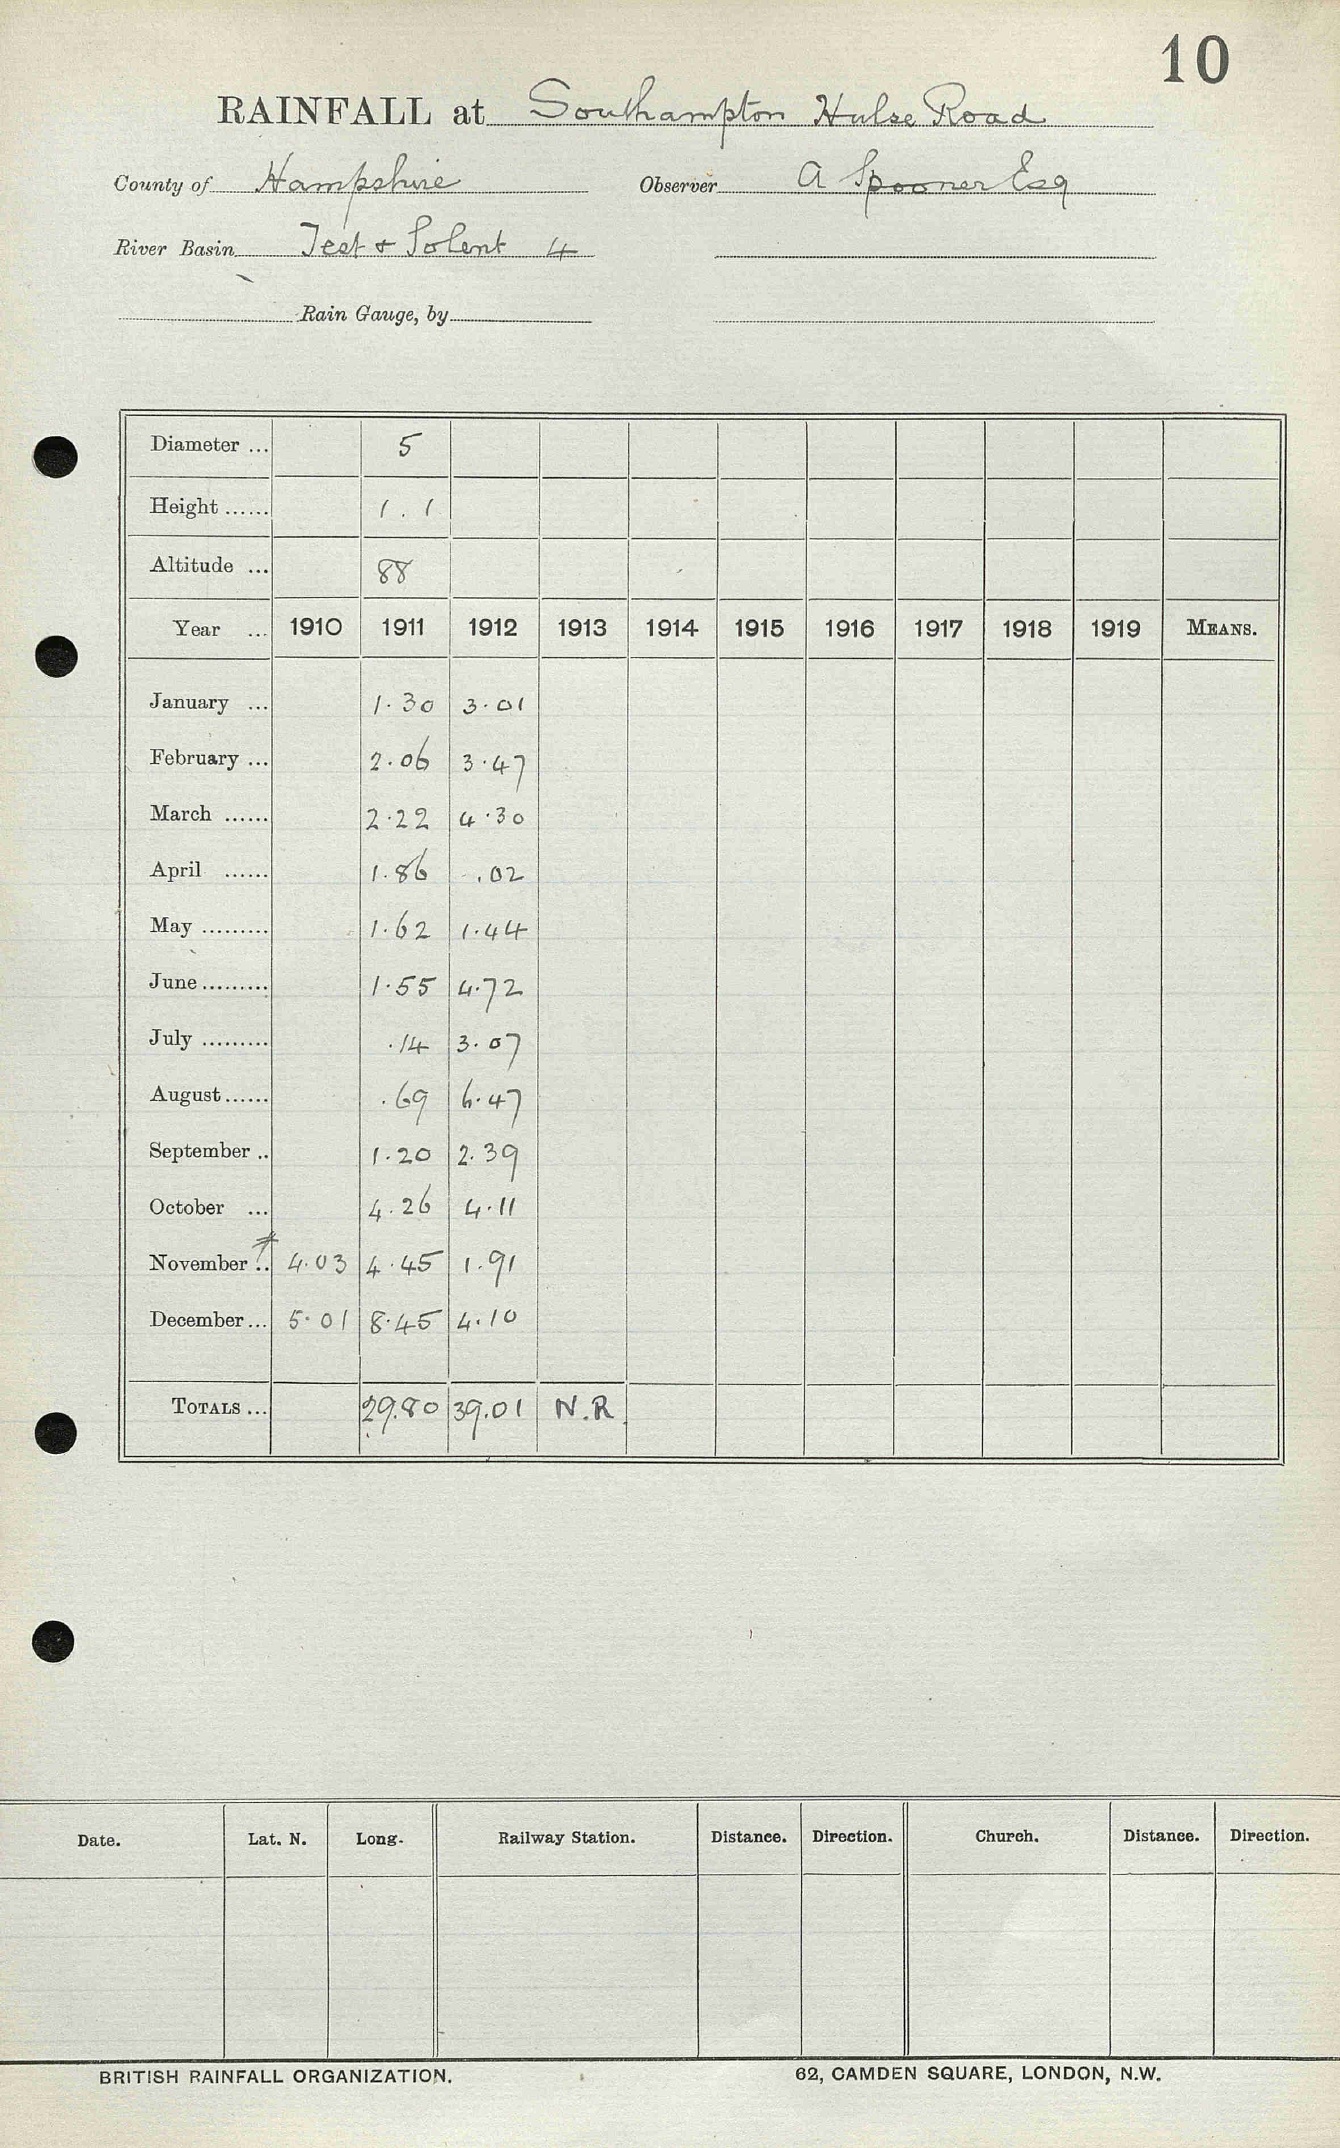 10
RAINFALL at Southampton Hulse Road
County of Hampshire Observer A Spooner Esq
River Basin Test & Solent 4
Rain Gauge, by
Diameter ... 5
Height ...... 1.1
Altitude ... 88
Year ... 1910 1911 1912 1913 1914 1915 1916 1917 1918 1919 MEANS.
January ... 1.30 3.01
February ... 2.06 3.47
March ...... 2.22 4.30
April ...... 1.86 .02
May ......... 1.62 1.44
June ......... 1.55 4.72
July ......... .14 3.07
August ...... .69 6.47
September .. 1.20 2.39
October ... 4.26 4.11
November .. 4.03 4.45 1.91
December ... 5.01 8.45 4.10
TOTALS ... 29.80 39.01 N.R.
Date. Lat. N. Long. Railway Station. Distance. Direction. Church. Distance. Direction.
BRITISH RAINFALL ORGANIZATION. 62, CAMDEN SQUARE, LONDON, N.W.